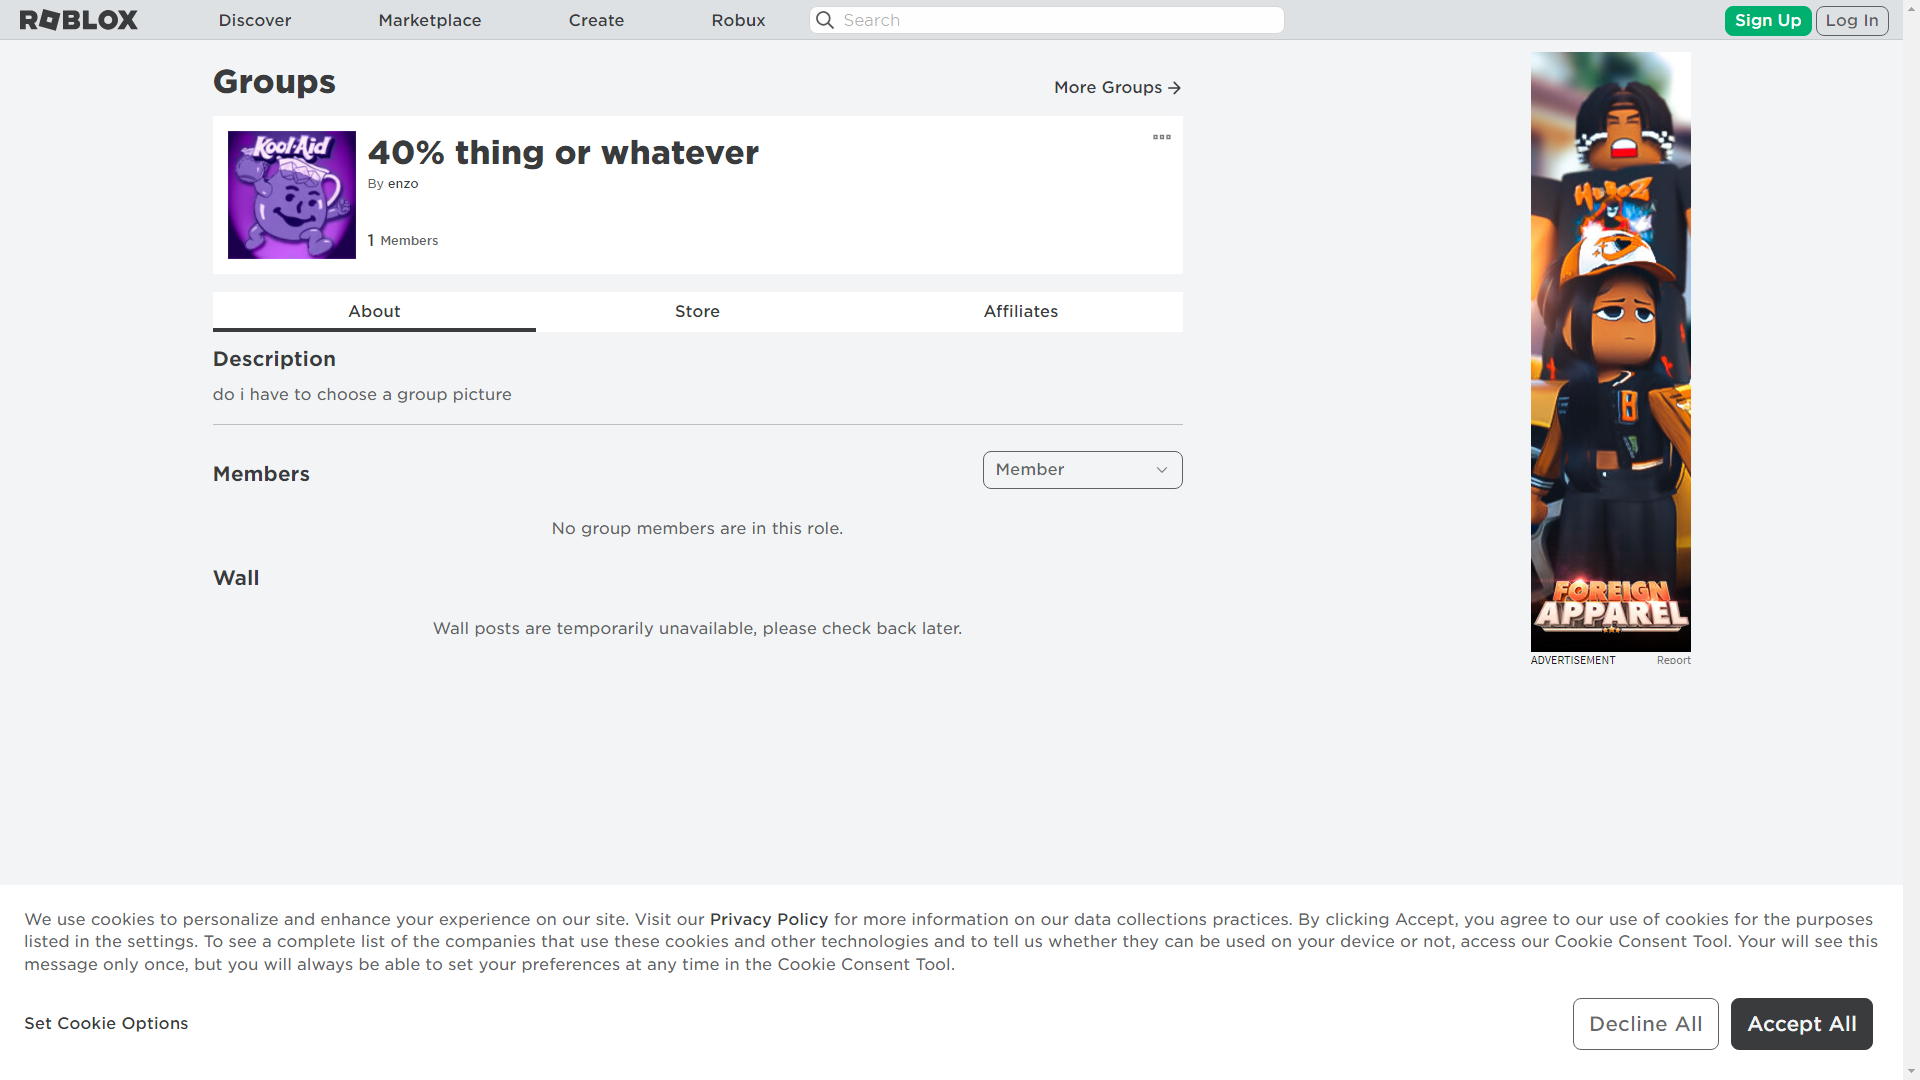 ROBLOX
Discover
Marketplace
Create
Robux
Search
Sign Up
Log In
Groups
More Groups
Kool-Aid
40% thing or whatever
By enzo
1 Members
About
Store
Affiliates
Description
do i have to choose a group picture
Members
Member
No group members are in this role.
Wall
Wall posts are temporarily unavailable, please check back later.
FOREIGN
APPAREL
ADVERTISEMENT
Report
We use cookies to personalize and enhance your experience on our site. Visit our Privacy Policy for more information on our data collections practices. By clicking Accept, you agree to our use of cookies for the purposes
listed in the settings. To see a complete list of the companies that use these cookies and other technologies and to tell us whether they can be used on your device or not, access our Cookie Consent Tool. Your will see this
message only once, but you will always be able to set your preferences at any time in the Cookie Consent Tool.
Set Cookie Options
Decline All
Accept All